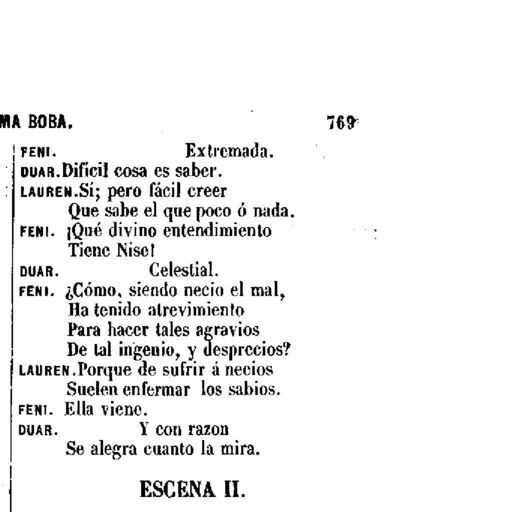 MA BOBA. 769
FENI. Extremada.
DUAR. Difícil cosa es saber.
LAUREN. Sí; pero fácil creer
Que sabe el que poco ó nada.
FENI. ¡Qué divino entendimiento
Tiene Nise!
DUAR. Celestial.
FENI. ¿Cómo, siendo necio el mal,
Ha tenido atrevimiento
Para hacer tales agravios
De tal ingenio, y desprecios?
LAUREN. Porque de sufrir á necios
Suelen enfermar los sabios.
FENI. Ella viene.
DUAR. Y con razon
Se alegra cuanto la mira.
ESCENA II.